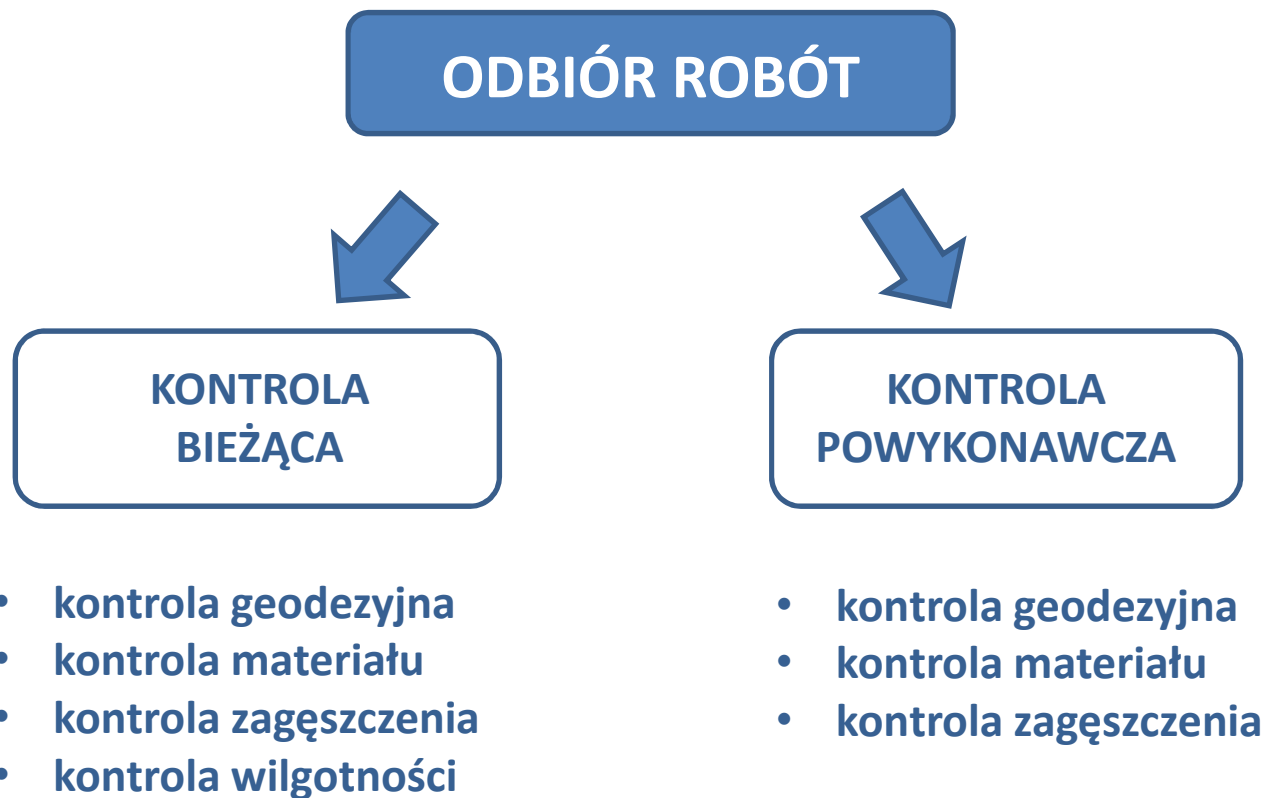 ODBIÓR ROBÓT
KONTROLA
BIEŻĄCA
• kontrola geodezyjna
• kontrola materiału
• kontrola zagęszczenia
• kontrola wilgotności
KONTROLA
POWYKONAWCZA
• kontrola geodezyjna
• kontrola materiału
• kontrola zagęszczenia